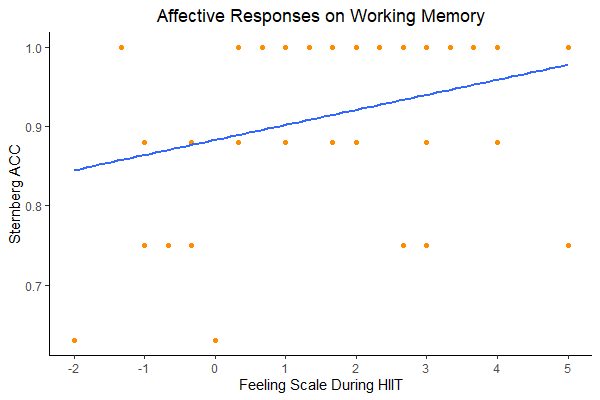 Affective Responses on Working Memory
1.0
0.9
0.8
0.7
Sternberg ACC
-2 -1 0 1 2 3 4 5
Feeling Scale During HIIT